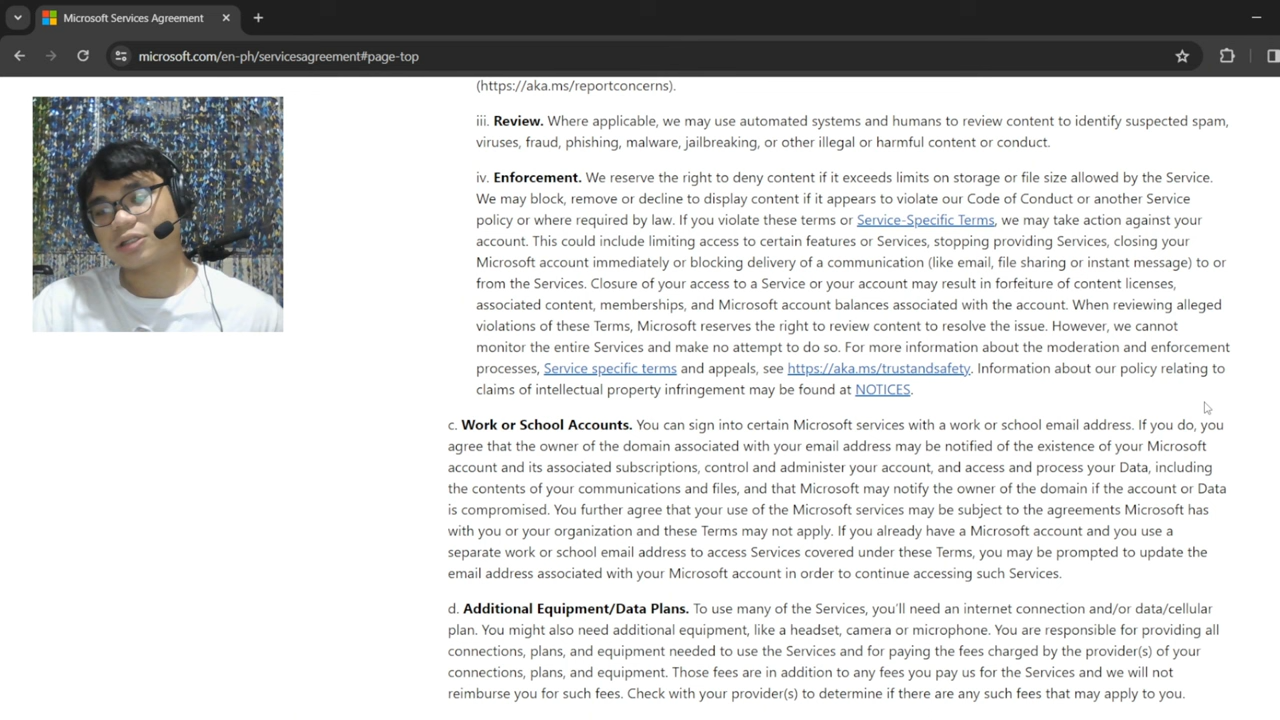 Microsoft Services Agreement
microsoft.com/en-ph/servicesagreement#page-top
(https://aka.ms/reportconcerns).
iii. Review. Where applicable, we may use automated systems and humans to review content to identify suspected spam,
viruses, fraud, phishing, malware, jailbreaking, or other illegal or harmful content or conduct.
iv. Enforcement. We reserve the right to deny content if it exceeds limits on storage or file size allowed by the Service.
We may block, remove or decline to display content if it appears to violate our Code of Conduct or another Service
policy or where required by law. If you violate these terms or Service-Specific Terms, we may take action against your
account. This could include limiting access to certain features or Services, stopping providing Services, closing your
Microsoft account immediately or blocking delivery of a communication (like email, file sharing or instant message) to or
from the Services. Closure of your access to a Service or your account may result in forfeiture of content licenses,
associated content, memberships, and Microsoft account balances associated with the account. When reviewing alleged
violations of these Terms, Microsoft reserves the right to review content to resolve the issue. However, we cannot
monitor the entire Services and make no attempt to do so. For more information about the moderation and enforcement
processes, Service specific terms and appeals, see https://aka.ms/trustandsafety. Information about our policy relating to
claims of intellectual property infringement may be found at NOTICES.
c. Work or School Accounts. You can sign into certain Microsoft services with a work or school email address. If you do, you
agree that the owner of the domain associated with your email address may be notified of the existence of your Microsoft
account and its associated subscriptions, control and administer your account, and access and process your Data, including
the contents of your communications and files, and that Microsoft may notify the owner of the domain if the account or Data
is compromised. You further agree that your use of the Microsoft services may be subject to the agreements Microsoft has
with you or your organization and these Terms may not apply. If you already have a Microsoft account and you use a
separate work or school email address to access Services covered under these Terms, you may be prompted to update the
email address associated with your Microsoft account in order to continue accessing such Services.
d. Additional Equipment/Data Plans. To use many of the Services, you'll need an internet connection and/or data/cellular
plan. You might also need additional equipment, like a headset, camera or microphone. You are responsible for providing all
connections, plans, and equipment needed to use the Services and for paying the fees charged by the provider(s) of your
connections, plans, and equipment. Those fees are in addition to any fees you pay us for the Services and we will not
reimburse you for such fees. Check with your provider(s) to determine if there are any such fees that may apply to you.